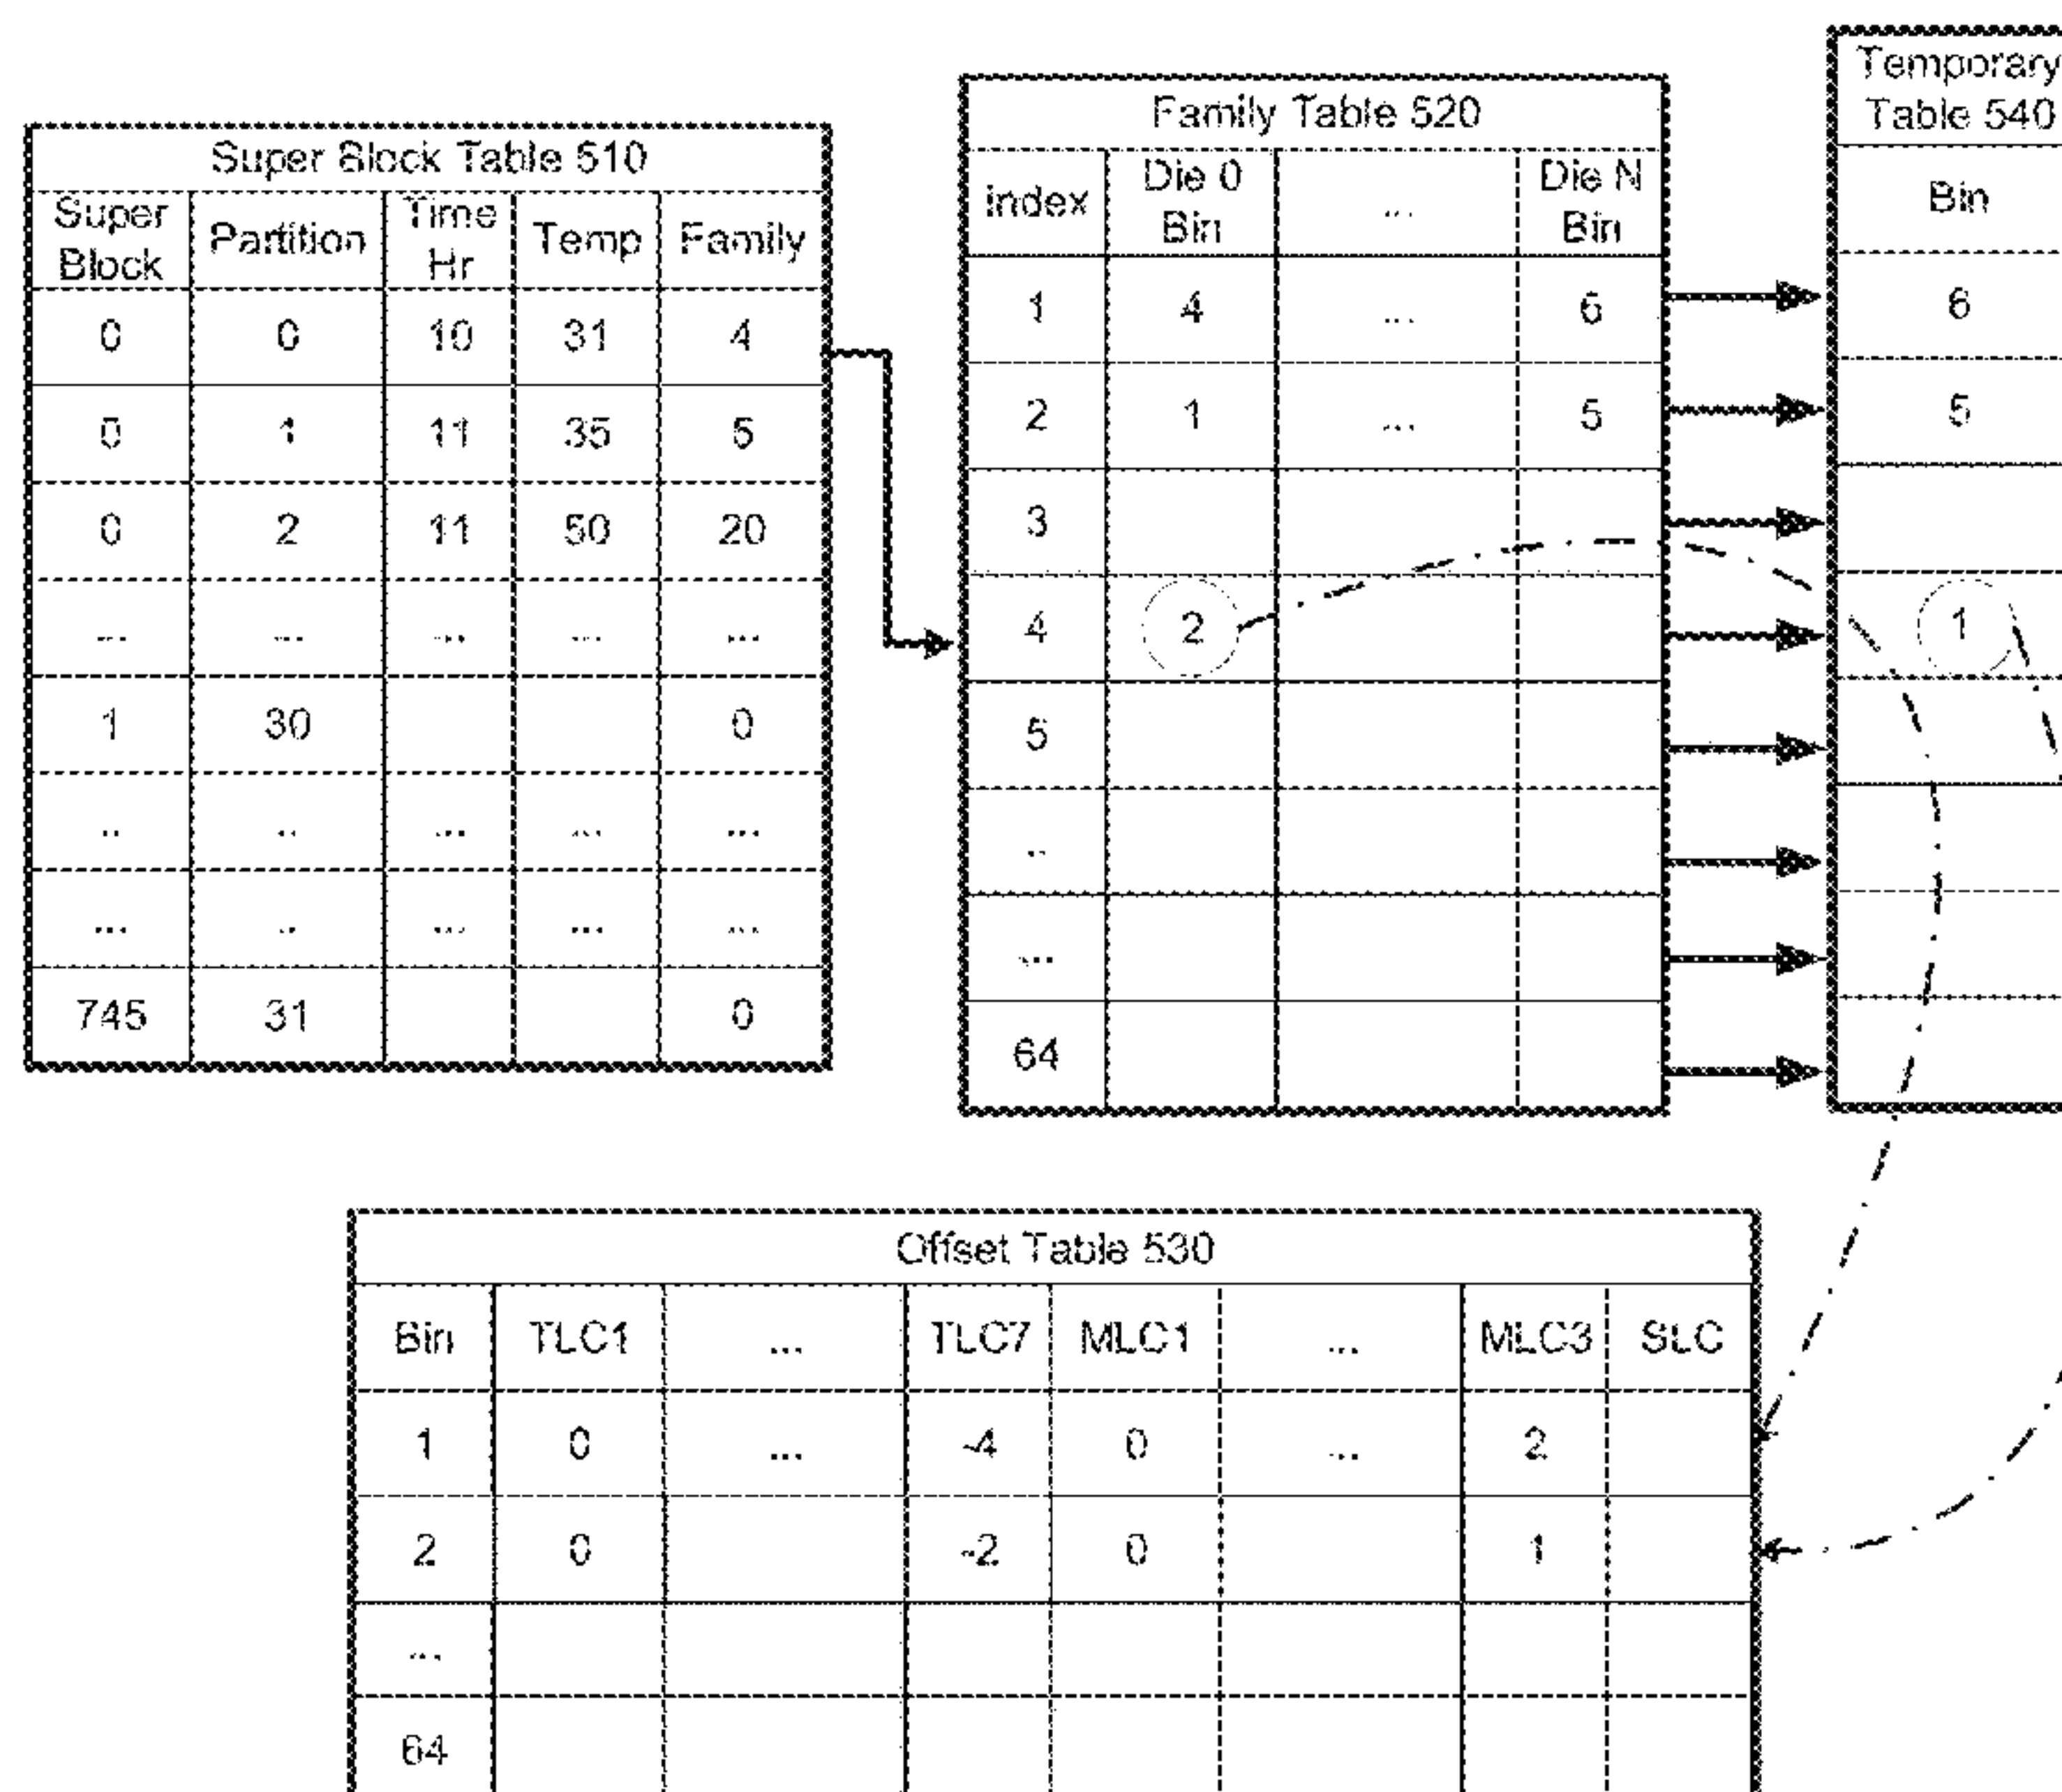 Super Block Table 510
Super Block Partition Time Hr Temp Family
0 0 10 31 4
0 1 11 35 5
0 2 11 50 20
... ... ... ... ...
1 30 0
.. .. ... ... ...
... .. ... ... ...
745 31 0
Family Table 520
index Die 0 Bin ... Die N Bin
1 4 ... 6
2 1 ... 5
3
4 2
5
..
...
64
Temporary
Table 540
Bin
6
5
1
Offset Table 530
Bin TLC1 ... TLC7 MLC1 ... MLC3 SLC
1 0 ... -4 0 ... 2
2 0 -2 0 1
...
64